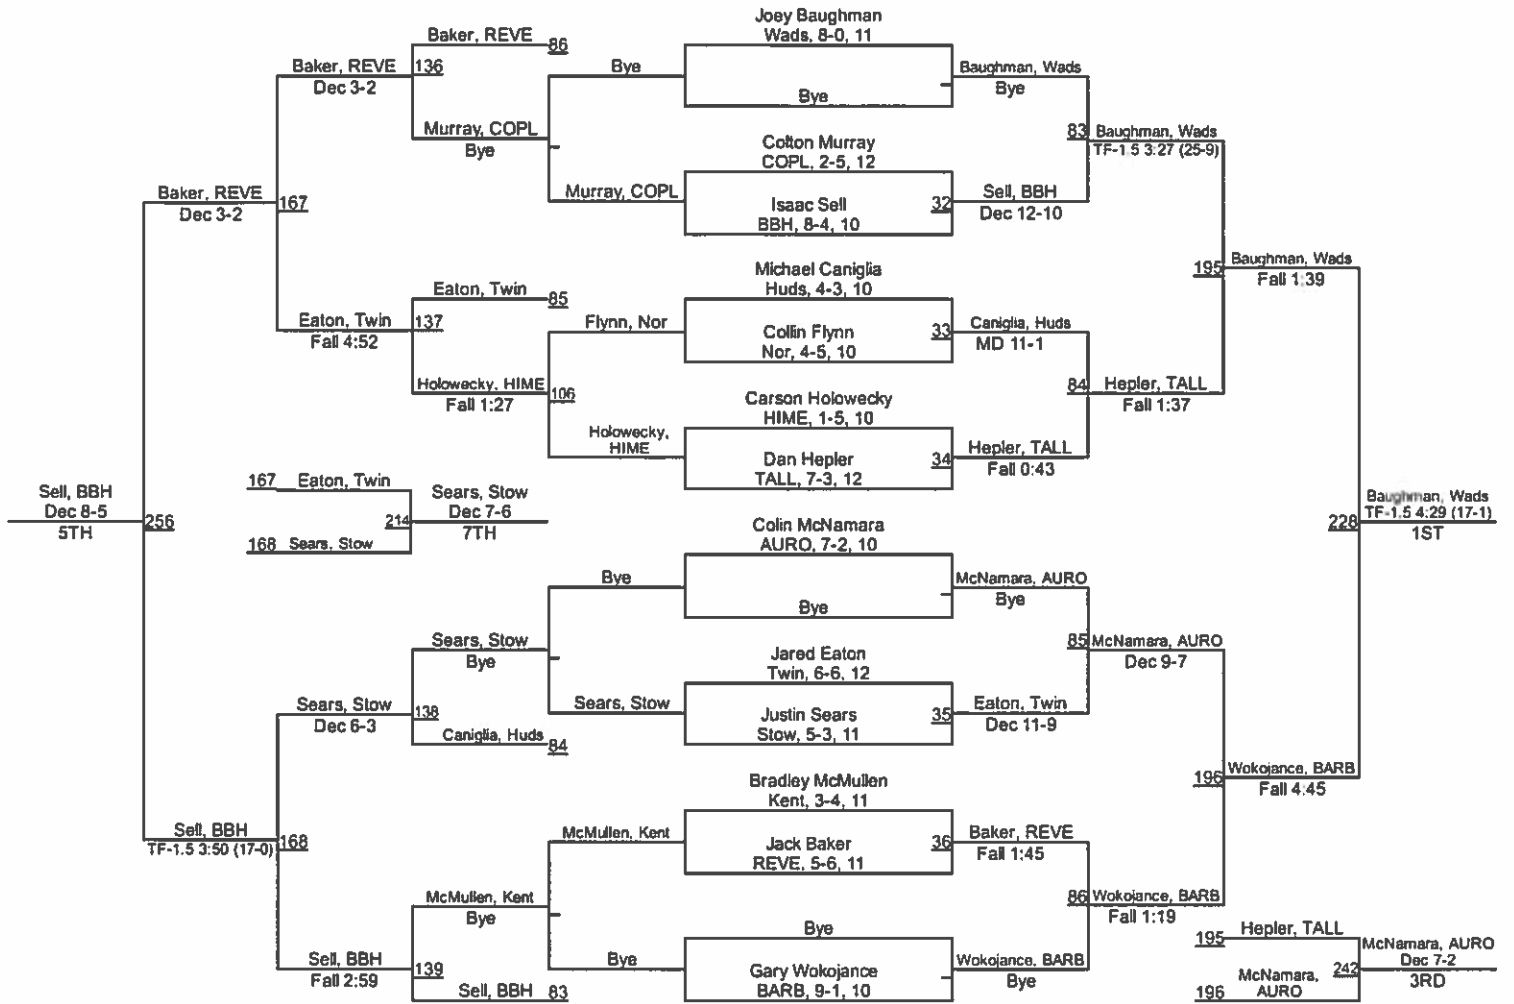 Joey Baughman
Wads, 8-0, 11
Baker, REVE
86
Baker, REVE
136
Dec 3-2
Bye
Baughman, Wads
Bye
Bye
Murray, COPL
Bye
Colton Murray
COPL, 2-5, 12
83
Baughman, Wads
TF-1.5 3:27 (25-9)
Baker, REVE
Dec 3-2
167
Murray, COPL
Isaac Sell
BBH, 8-4, 10
32
Sell, BBH
Dec 12-10
Michael Caniglia
Huds, 4-3, 10
195
Baughman, Wads
Fall 1:39
Eaton, Twin
85
Eaton, Twin
137
Fall 4:52
Flynn, Nor
Collin Flynn
Nor, 4-5, 10
33
Caniglia, Huds
MD 11-1
Holowecky, HIME
106
Fall 1:27
Carson Holowecky
HIME, 1-5, 10
84
Hepler, TALL
Fall 1:37
Holowecky,
HIME
Dan Hepler
TALL, 7-3, 12
34
Hepler, TALL
Fall 0:43
Sell, BBH
Dec 8-5
5TH
256
167
Eaton, Twin
168
Sears, Stow
214
Sears, Stow
Dec 7-6
7TH
Colin McNamara
AURO, 7-2, 10
228
Baughman, Wads
TF-1.5 4:29 (17-1)
1ST
Bye
Bye
McNamara, AURO
Bye
Sears, Stow
Bye
Jared Eaton
Twin, 6-6, 12
85
McNamara, AURO
Dec 9-7
Sears, Stow
Dec 6-3
138
Sears, Stow
Justin Sears
Stow, 5-3, 11
35
Eaton, Twin
Dec 11-9
Caniglia, Huds
84
Bradley McMullen
Kent, 3-4, 11
196
Wokojance, BARB
Fall 4:45
Sell, BBH
TF-1.5 3:50 (17-0)
168
McMullen, Kent
Jack Baker
REVE, 5-6, 11
36
Baker, REVE
Fall 1:45
McMullen, Kent
Bye
86
Wokojance, BARB
Fall 1:19
Bye
Sell, BBH
Fall 2:59
139
Bye
Gary Wokojance
BARB, 9-1, 10
Wokojance, BARB
Bye
Sell, BBH
83
195
Hepler, TALL
196
McNamara,
AURO
242
McNamara, AURO
Dec 7-2
3RD